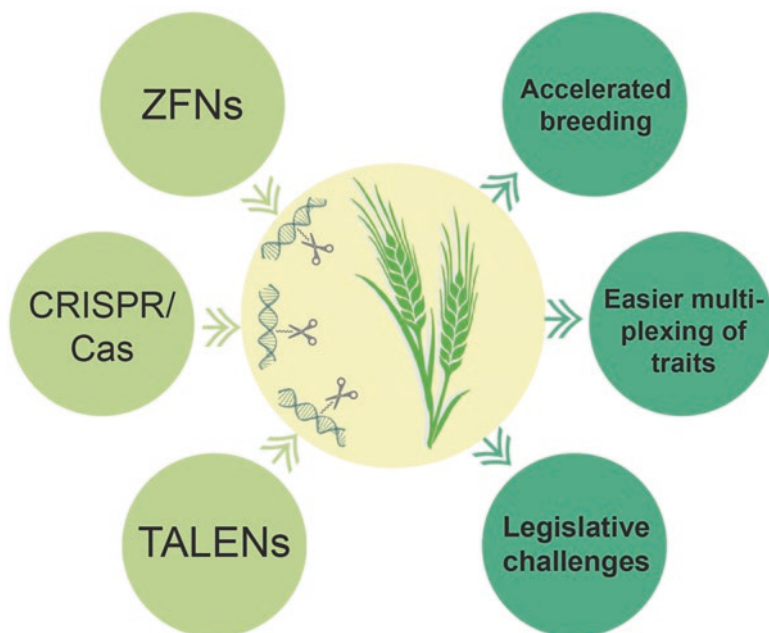 ZFNs
CRISPR/
Cas
TALENs
Accelerated
breeding
Easier multi-
plexing of
traits
Legislative
challenges